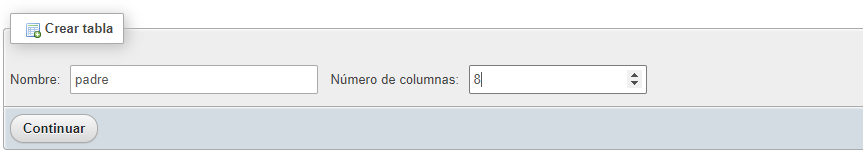 Crear tabla
Nombre: padre Número de columnas: 8
Continuar